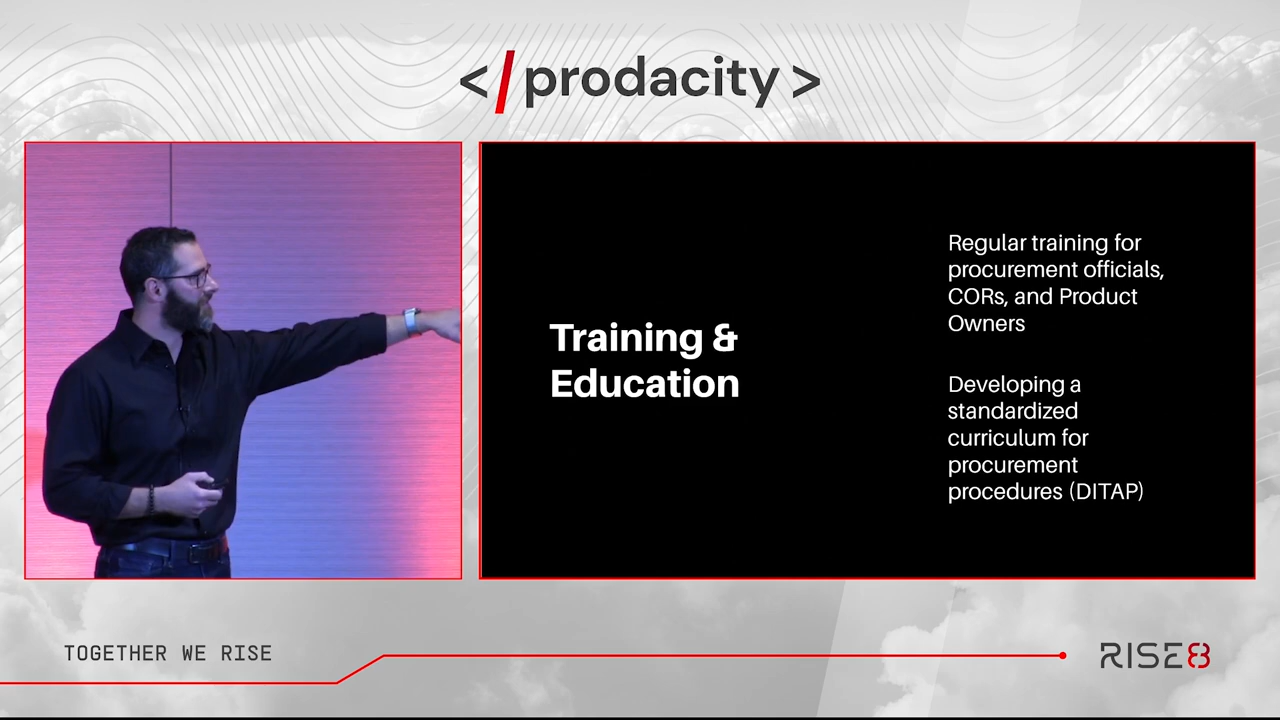 </prodacity>
Training &
Education
Regular training for
procurement officials,
CORs, and Product
Owners
Developing a
standardized
curriculum for
procurement
procedures (DITAP)
TOGETHER WE RISE
RISE8